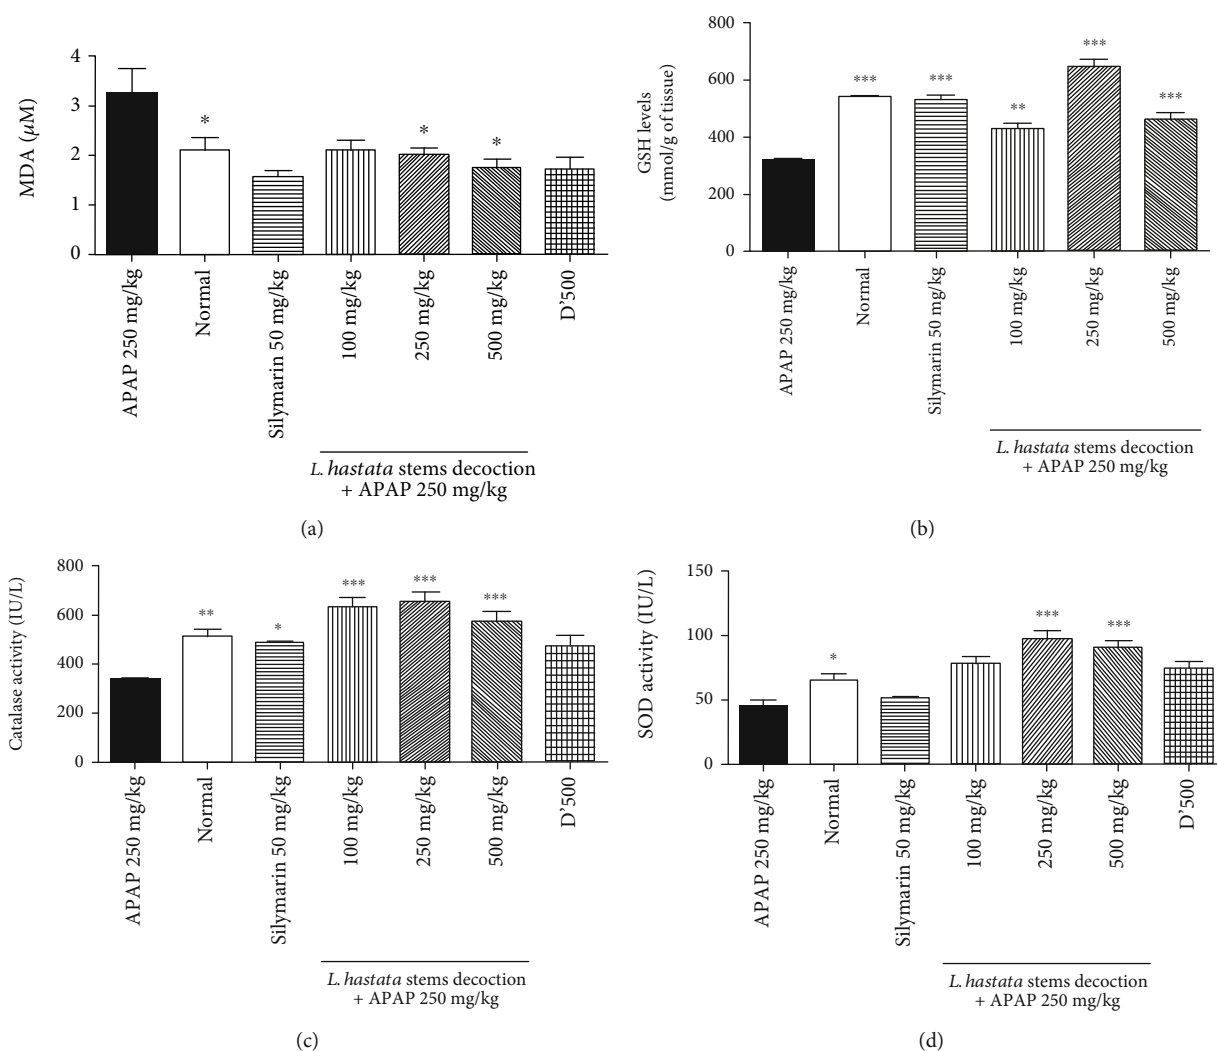 4
3
2
1
0
MDA (μM)
*
*
*
APAP 250 mg/kg
Normal
Silymarin 50 mg/kg
100 mg/kg
250 mg/kg
500 mg/kg
D'500
L. hastata stems decoction
+ APAP 250 mg/kg
(a)
800
600
400
200
0
GSH levels
(mmol/g of tissue)
***
***
**
***
***
APAP 250 mg/kg
Normal
Silymarin 50 mg/kg
100 mg/kg
250 mg/kg
500 mg/kg
L. hastata stems decoction
+ APAP 250 mg/kg
(b)
800
600
400
200
0
Catalase activity (IU/L)
**
*
***
***
***
APAP 250 mg/kg
Normal
Silymarin 50 mg/kg
100 mg/kg
250 mg/kg
500 mg/kg
D'500
L. hastata stems decoction
+ APAP 250 mg/kg
(c)
150
100
50
0
SOD activity (IU/L)
*
***
***
APAP 250 mg/kg
Normal
Silymarin 50 mg/kg
100 mg/kg
250 mg/kg
500 mg/kg
D'500
L. hastata stems decoction
+ APAP 250 mg/kg
(d)